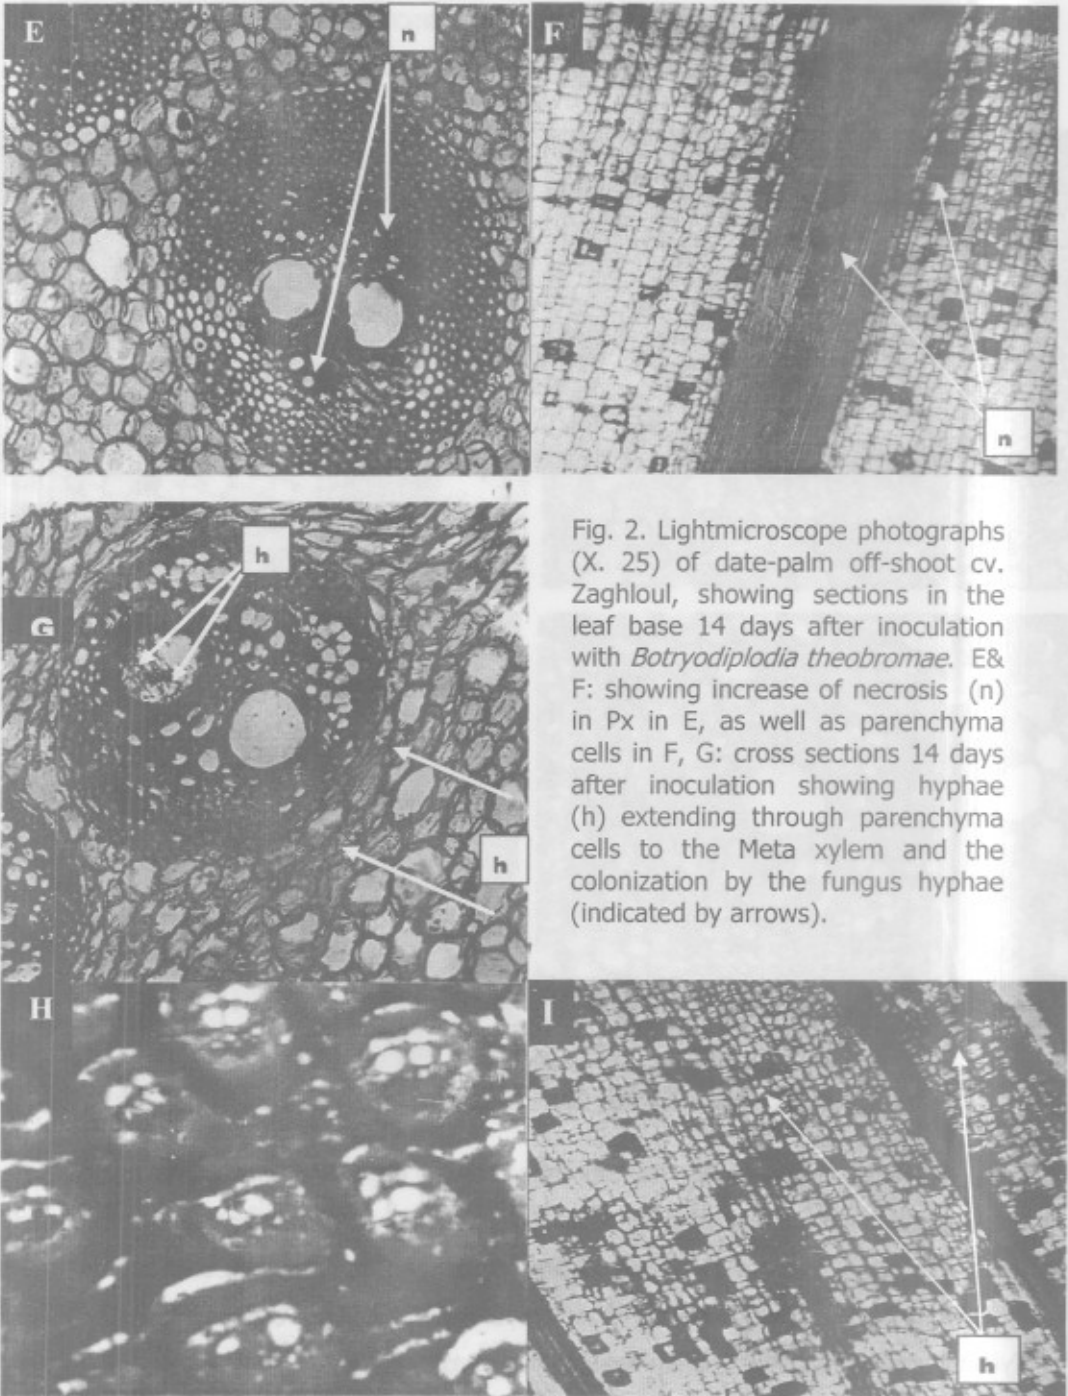 E
n
F
n
h
G
h
Fig. 2. Lightmicroscope photographs
(X. 25) of date-palm off-shoot cv.
Zaghloul, showing sections in the
leaf base 14 days after inoculation
with Botryodiplodia theobromae. E&
F: showing increase of necrosis (n)
in Px in E, as well as parenchyma
cells in F, G: cross sections 14 days
after inoculation showing hyphae
(h) extending through parenchyma
cells to the Meta xylem and the
colonization by the fungus hyphae
(indicated by arrows).
H
I
h